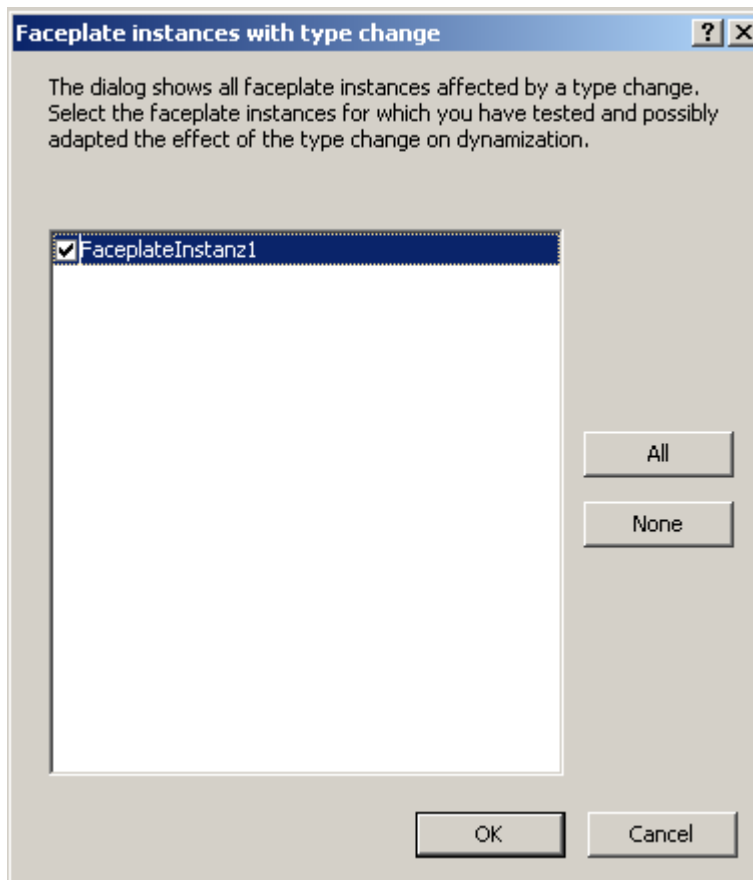 Faceplate instances with type change
The dialog shows all faceplate instances affected by a type change.
Select the faceplate instances for which you have tested and possibly
adapted the effect of the type change on dynamization.
FaceplateInstanz1
All
None
OK
Cancel